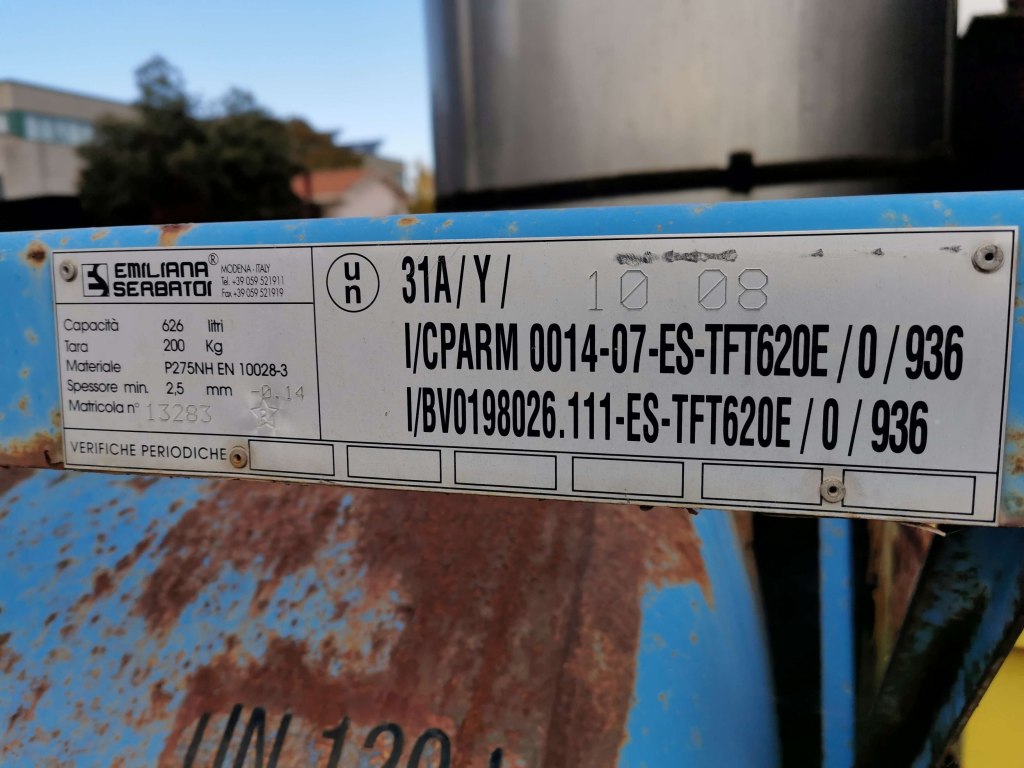 EMILIANA®
SERBATOI
MODENA - ITALY
Tel. +39 059 521911
Fax +39 059 521919
Capacità 626 litri
Tara 200 Kg
Materiale P275NH EN 10028-3
Spessore min. 2,5 mm -0.14
Matricola n° 13283
VERIFICHE PERIODICHE
un
31A / Y / 10 08
I/CPARM 0014-07-ES-TFT620E / 0 / 936
I/BV0198026.111-ES-TFT620E / 0 / 936
UN